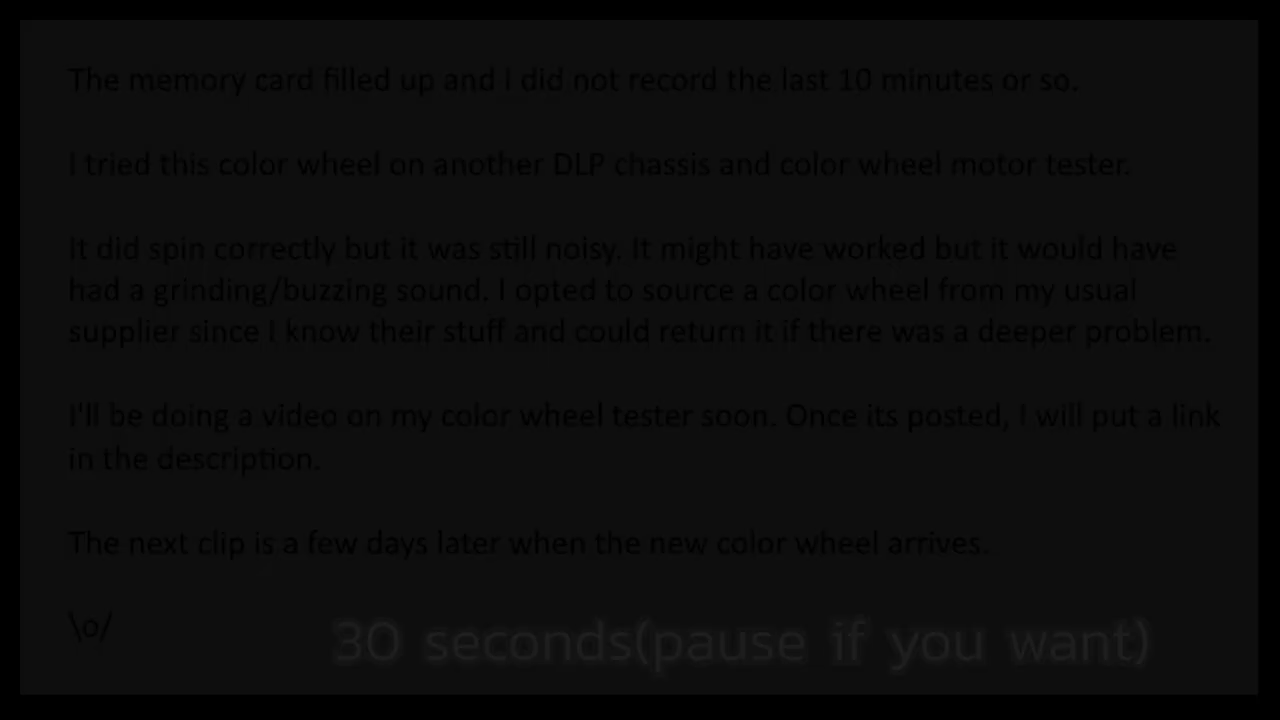 The memory card filled up and I did not record the last 10 minutes or so.
I tried this color wheel on another DLP chassis and color wheel motor tester.
It did spin correctly but it was still noisy. It might have worked but it would have
had a grinding/buzzing sound. I opted to source a color wheel from my usual
supplier since I know their stuff and could return it if there was a deeper problem.
I'll be doing a video on my color wheel tester soon. Once its posted, I will put a link
in the description.
The next clip is a few days later when the new color wheel arrives.
\o/
30 seconds(pause if you want)